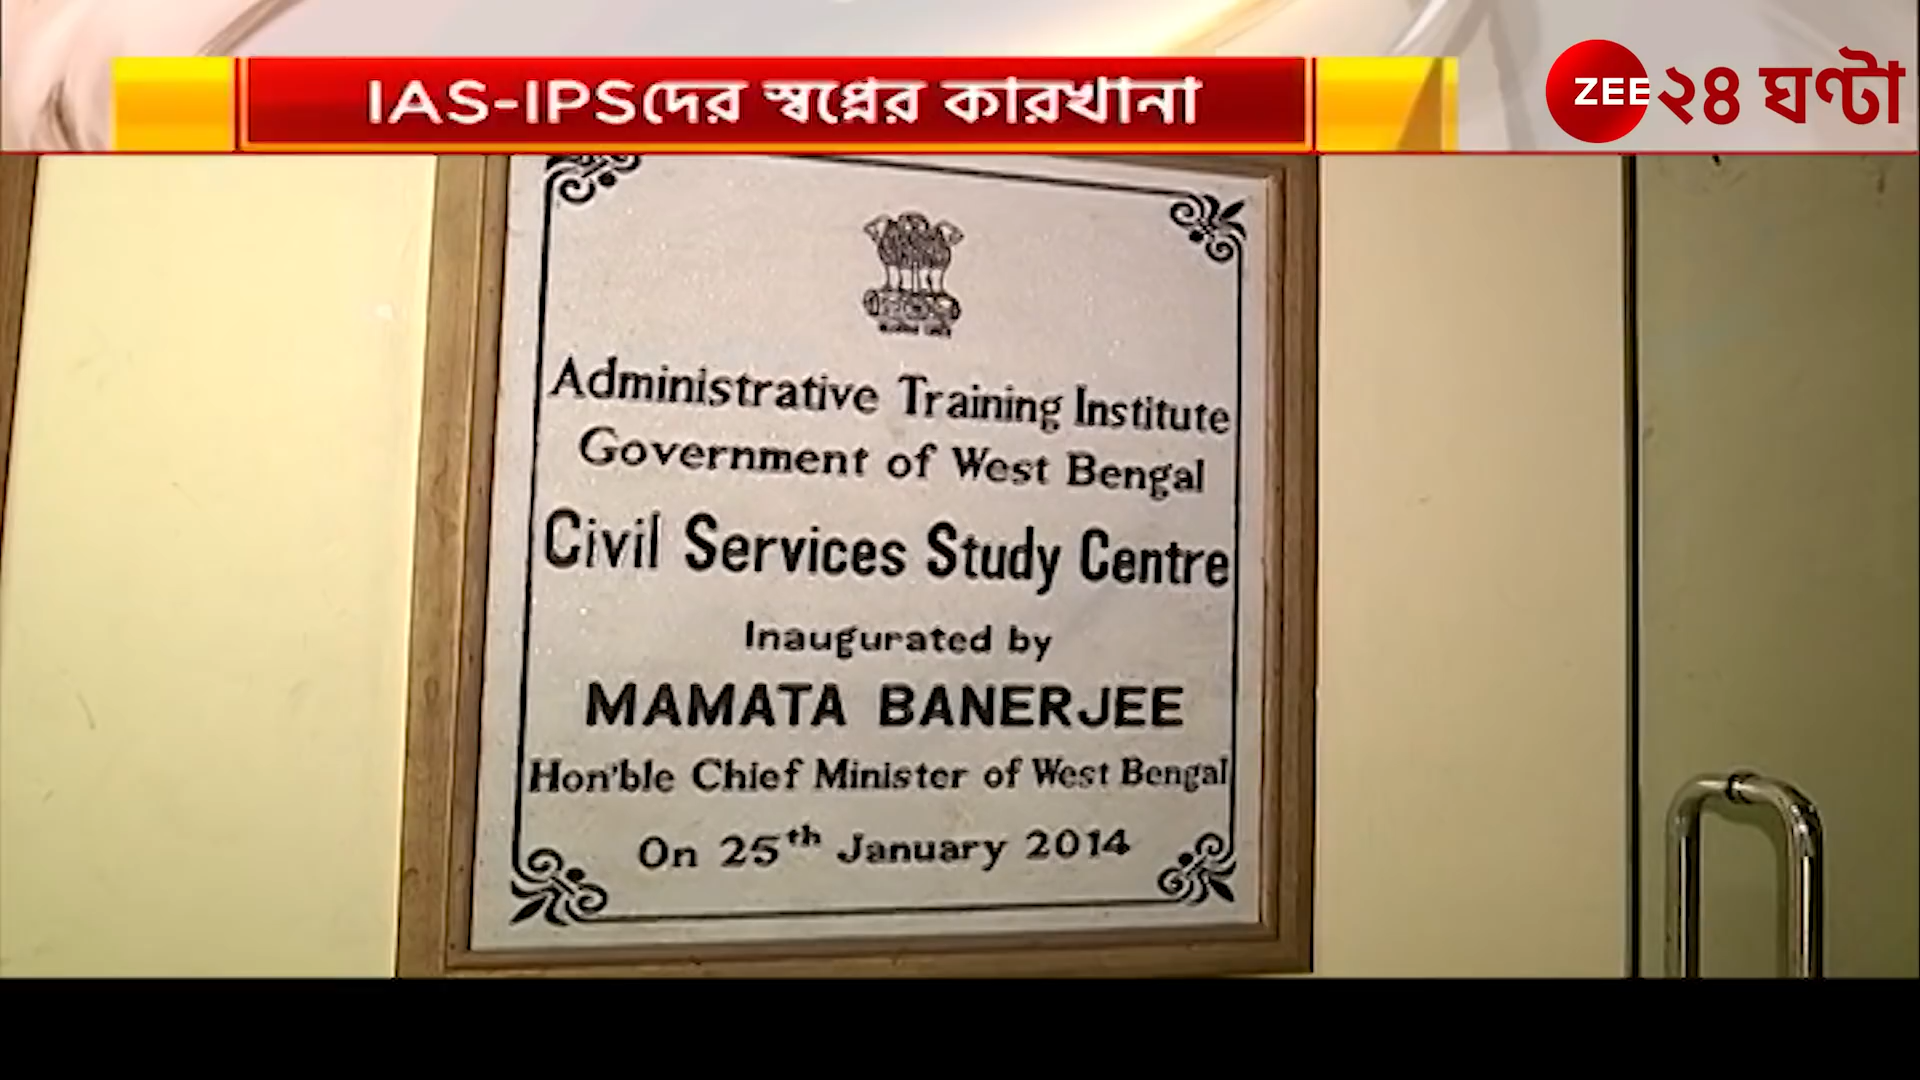 IAS-IPSদের স্বপ্নের কারখানা
ZEE ২৪ ঘণ্টা
Administrative Training Institute
Government of West Bengal
Civil Services Study Centre
Inaugurated by
MAMATA BANERJEE
Hon'ble Chief Minister of West Bengal
On 25th January 2014